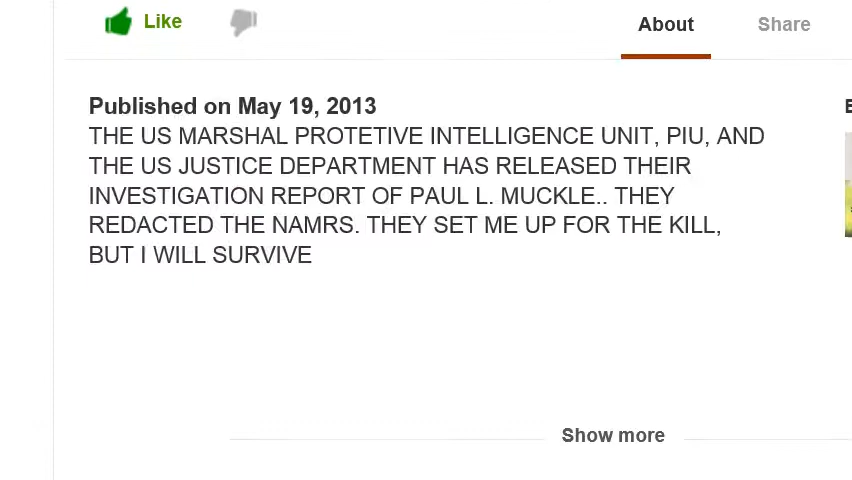 Like
About
Share
Published on May 19, 2013
THE US MARSHAL PROTETIVE INTELLIGENCE UNIT, PIU, AND
THE US JUSTICE DEPARTMENT HAS RELEASED THEIR
INVESTIGATION REPORT OF PAUL L. MUCKLE.. THEY
REDACTED THE NAMRS. THEY SET ME UP FOR THE KILL,
BUT I WILL SURVIVE
Show more